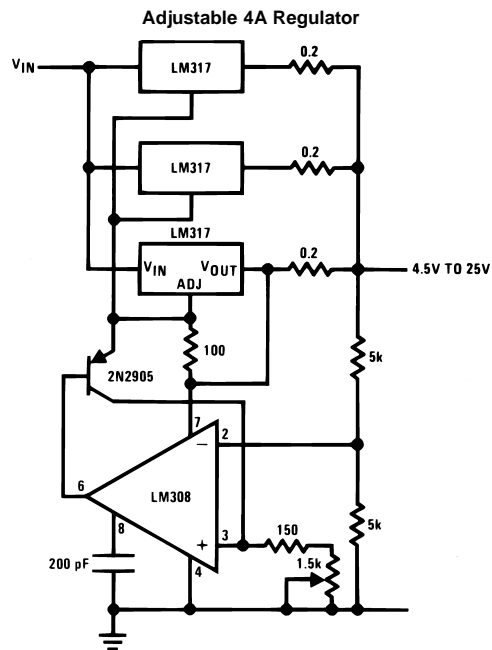 Adjustable 4A Regulator
0.2
VIN
LM317
0.2
LM317
LM317
0.2
VIN VOUT
ADJ
4.5V TO 25V
100
5k
2N2905
7
2
−
6
LM308
5k
8
3
150
+
200 pF
4
1.5k